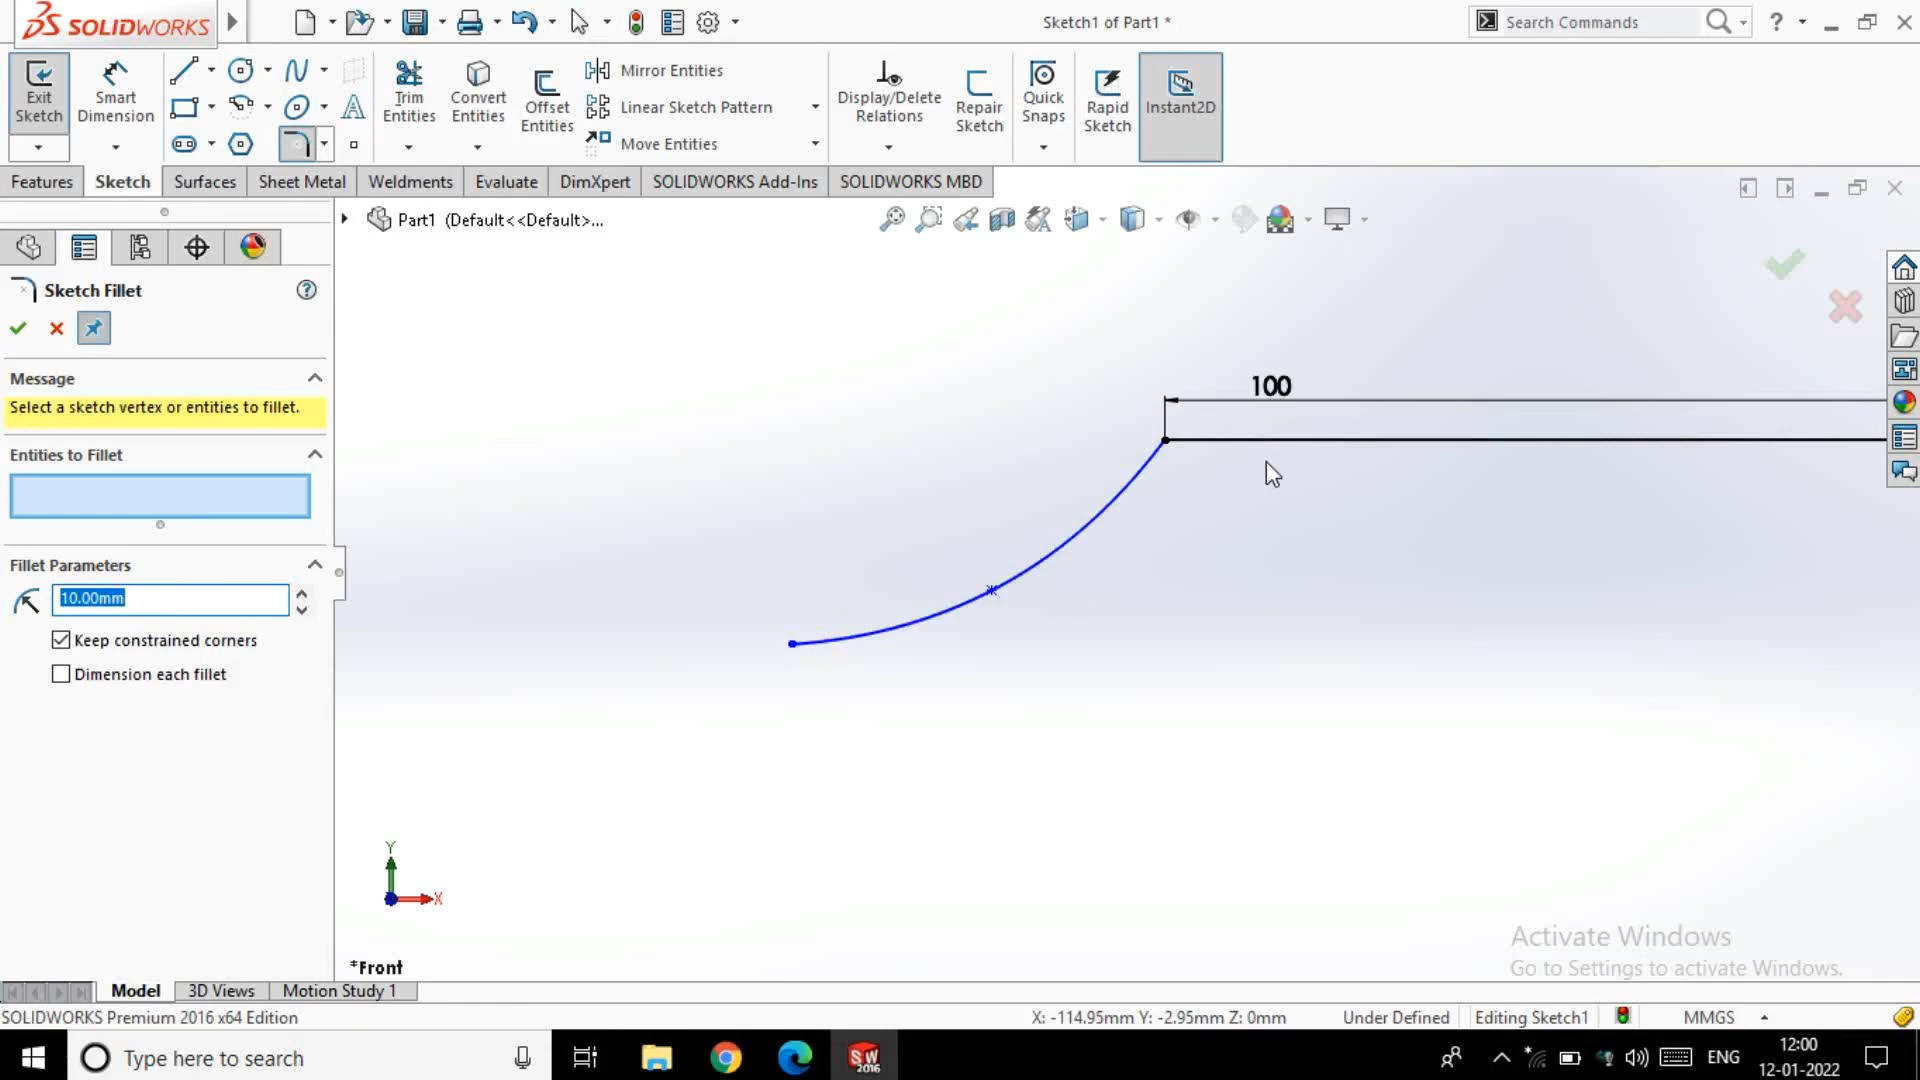 SOLIDWORKS
Sketch1 of Part1 *
Search Commands
?
Exit Sketch
Smart Dimension
Trim Entities
Convert Entities
Offset Entities
Mirror Entities
Linear Sketch Pattern
Move Entities
Display/Delete Relations
Repair Sketch
Quick Snaps
Rapid Sketch
Instant2D
Features
Sketch
Surfaces
Sheet Metal
Weldments
Evaluate
DimXpert
SOLIDWORKS Add-Ins
SOLIDWORKS MBD
Part1 (Default<<Default>...
Sketch Fillet
?
Message
Select a sketch vertex or entities to fillet.
Entities to Fillet
Fillet Parameters
10.00mm
Keep constrained corners
Dimension each fillet
100
Y
X
*Front
Activate Windows
Go to Settings to activate Windows.
Model
3D Views
Motion Study 1
SOLIDWORKS Premium 2016 x64 Edition
X: -114.95mm Y: -2.95mm Z: 0mm
Under Defined
Editing Sketch1
MMGS
Type here to search
SW
2016
ENG
12:00
12-01-2022